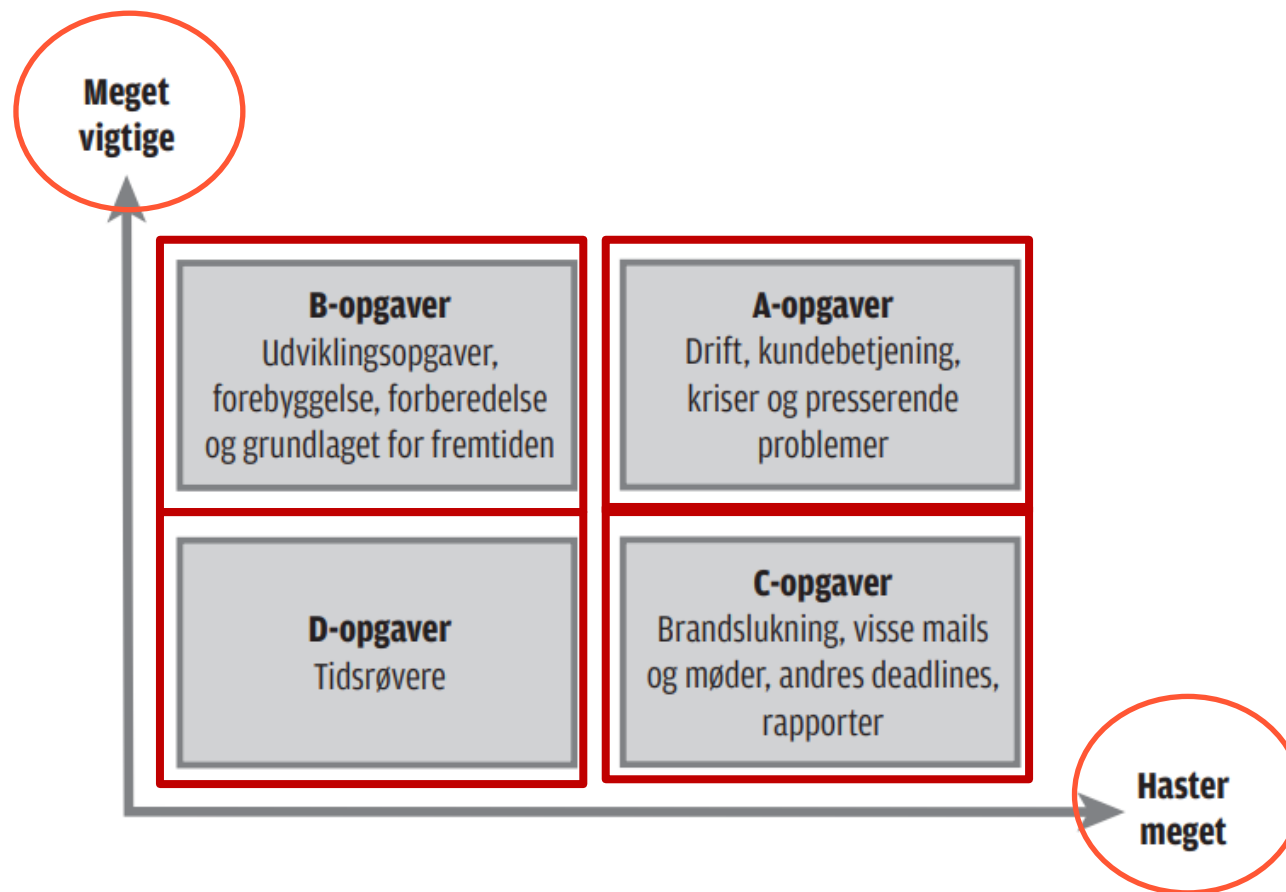 Meget
vigtige
B-opgaver
Udviklingsopgaver,
forebyggelse, forberedelse
og grundlaget for fremtiden
A-opgaver
Drift, kundebetjening,
kriser og presserende
problemer
D-opgaver
Tidsrøvere
C-opgaver
Brandslukning, visse mails
og møder, andres deadlines,
rapporter
Haster
meget